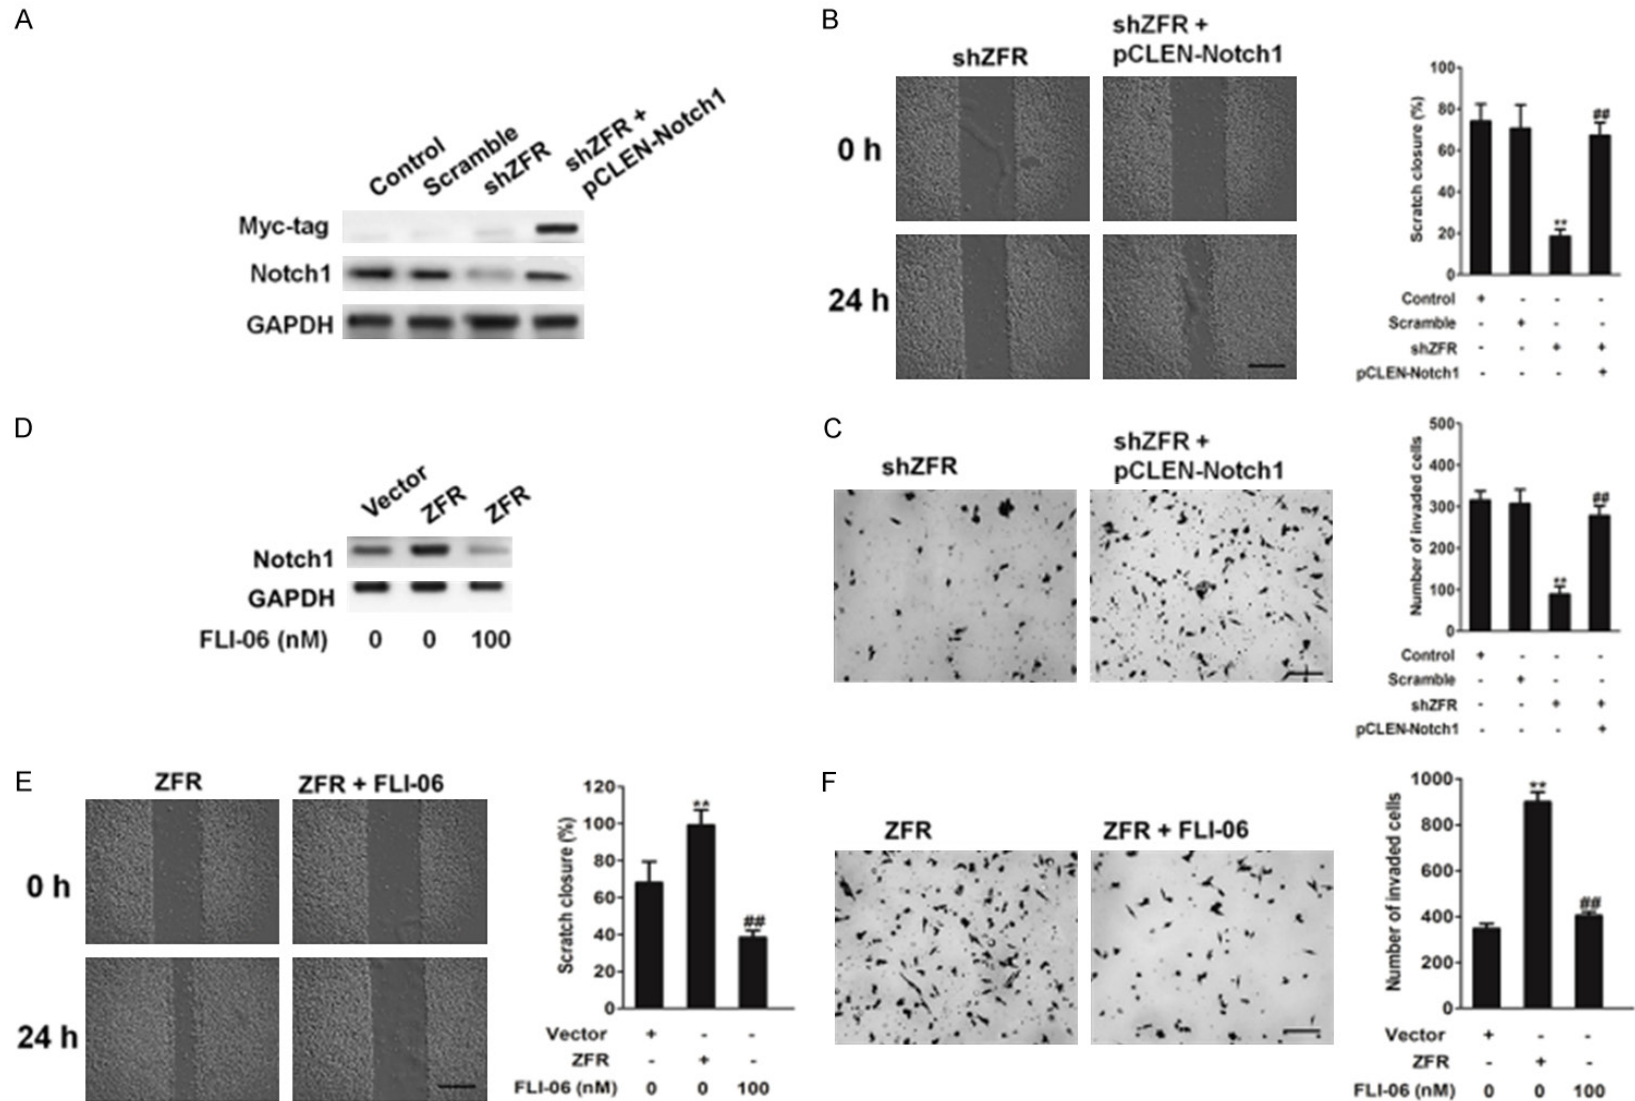 A
Control
Scramble
shZFR
shZFR +
pCLEN-Notch1
Myc-tag
Notch1
GAPDH
B
shZFR
shZFR +
pCLEN-Notch1
0 h
24 h
Scratch closure (%)
100
80
60
40
20
0
**
##
Control + - - -
Scramble - + - -
shZFR - - + +
pCLEN-Notch1 - - - +
D
Vector
ZFR
ZFR
Notch1
GAPDH
FLI-06 (nM) 0 0 100
C
shZFR
shZFR +
pCLEN-Notch1
Number of invaded cells
500
400
300
200
100
0
**
##
Control + - - -
Scramble - + - -
shZFR - - + +
pCLEN-Notch1 - - - +
E
ZFR
ZFR + FLI-06
0 h
24 h
Scratch closure (%)
120
100
80
60
40
20
0
**
##
Vector + - -
ZFR - + -
FLI-06 (nM) 0 0 100
F
ZFR
ZFR + FLI-06
Number of invaded cells
1000
800
600
400
200
0
**
##
Vector + - -
ZFR - + -
FLI-06 (nM) 0 0 100